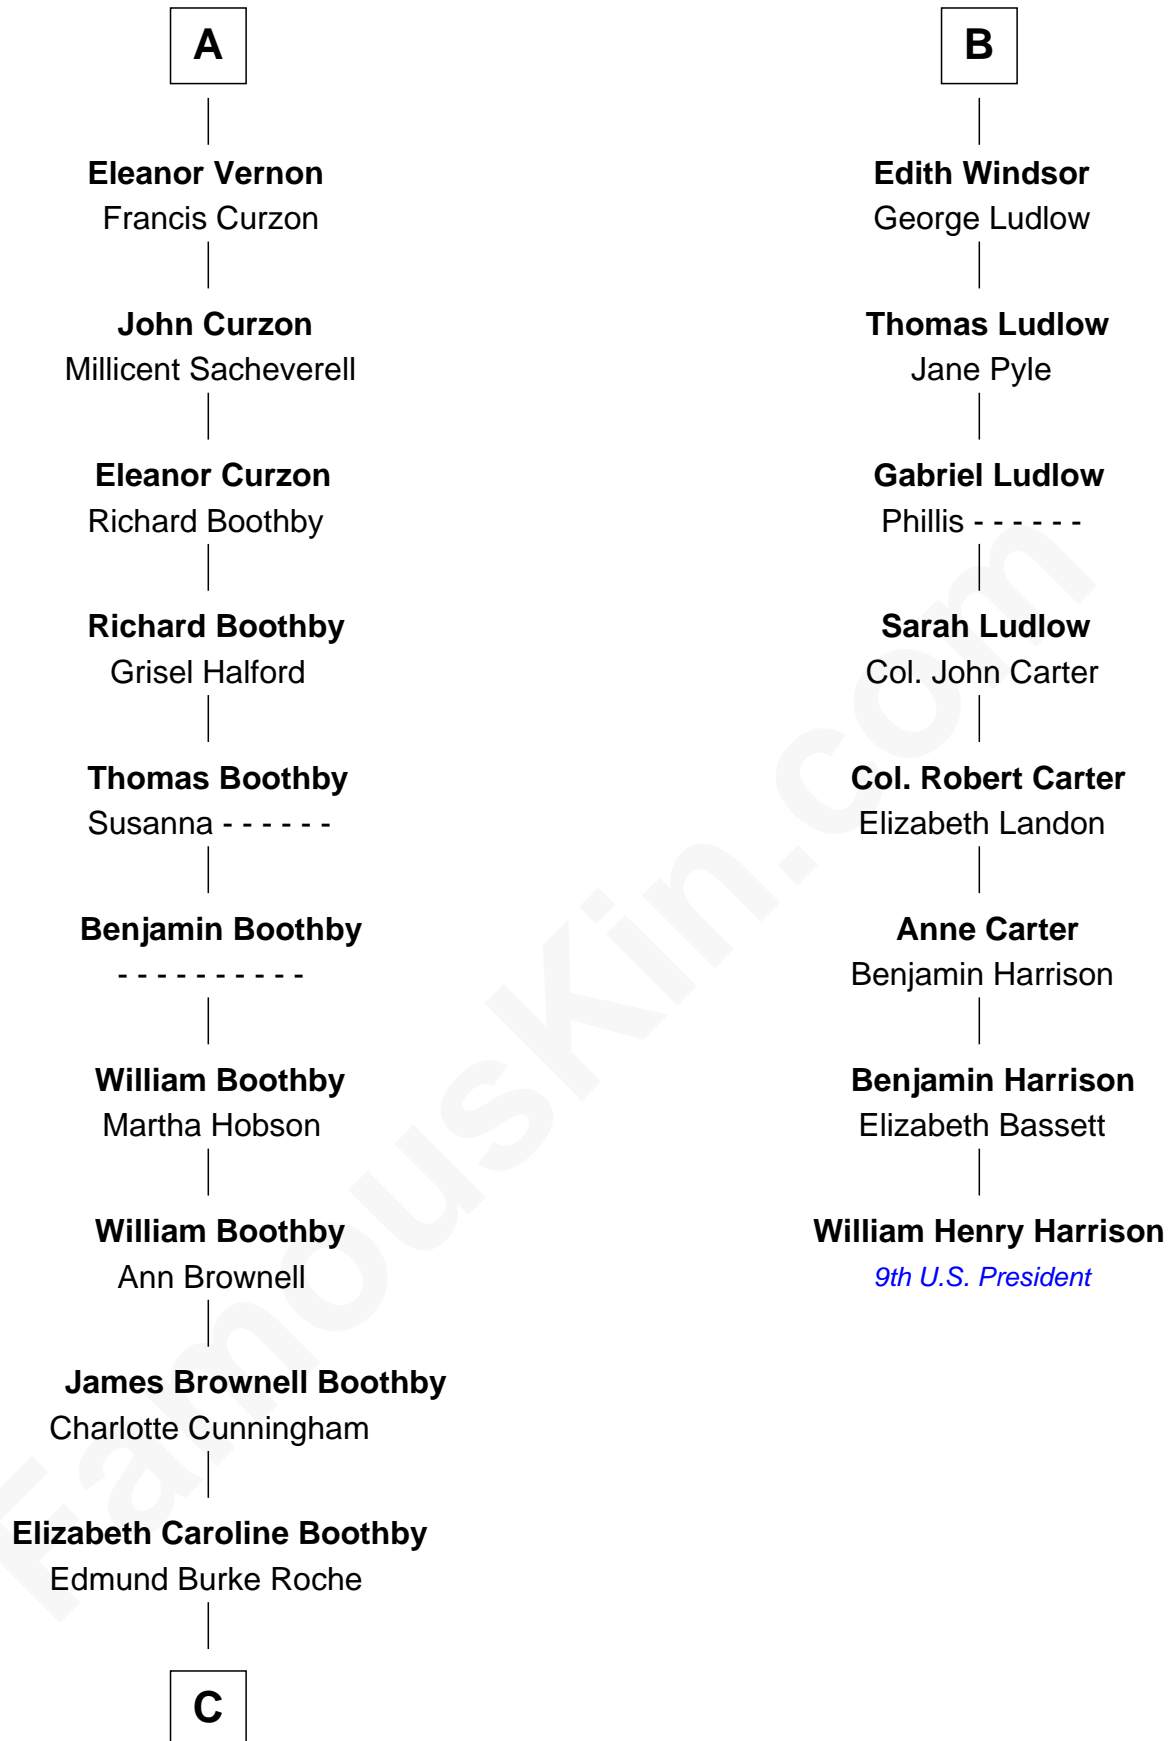 A
Eleanor Vernon
Francis Curzon
John Curzon
Millicent Sacheverell
Eleanor Curzon
Richard Boothby
Richard Boothby
Grisel Halford
Thomas Boothby
Susanna - - - - - -
Benjamin Boothby
- - - - - - - - - -
William Boothby
Martha Hobson
William Boothby
Ann Brownell
James Brownell Boothby
Charlotte Cunningham
Elizabeth Caroline Boothby
Edmund Burke Roche
C
B
Edith Windsor
George Ludlow
Thomas Ludlow
Jane Pyle
Gabriel Ludlow
Phillis - - - - - -
Sarah Ludlow
Col. John Carter
Col. Robert Carter
Elizabeth Landon
Anne Carter
Benjamin Harrison
Benjamin Harrison
Elizabeth Bassett
William Henry Harrison
9th U.S. President
FamousKin.com